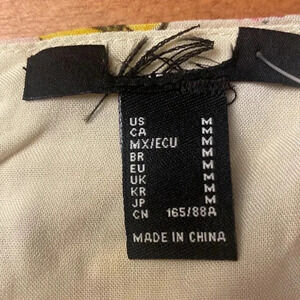 US M
CA M
MX/ECU M
BR M
EU M
UK M
KR M
JP M
CN 165/88A
MADE IN CHINA